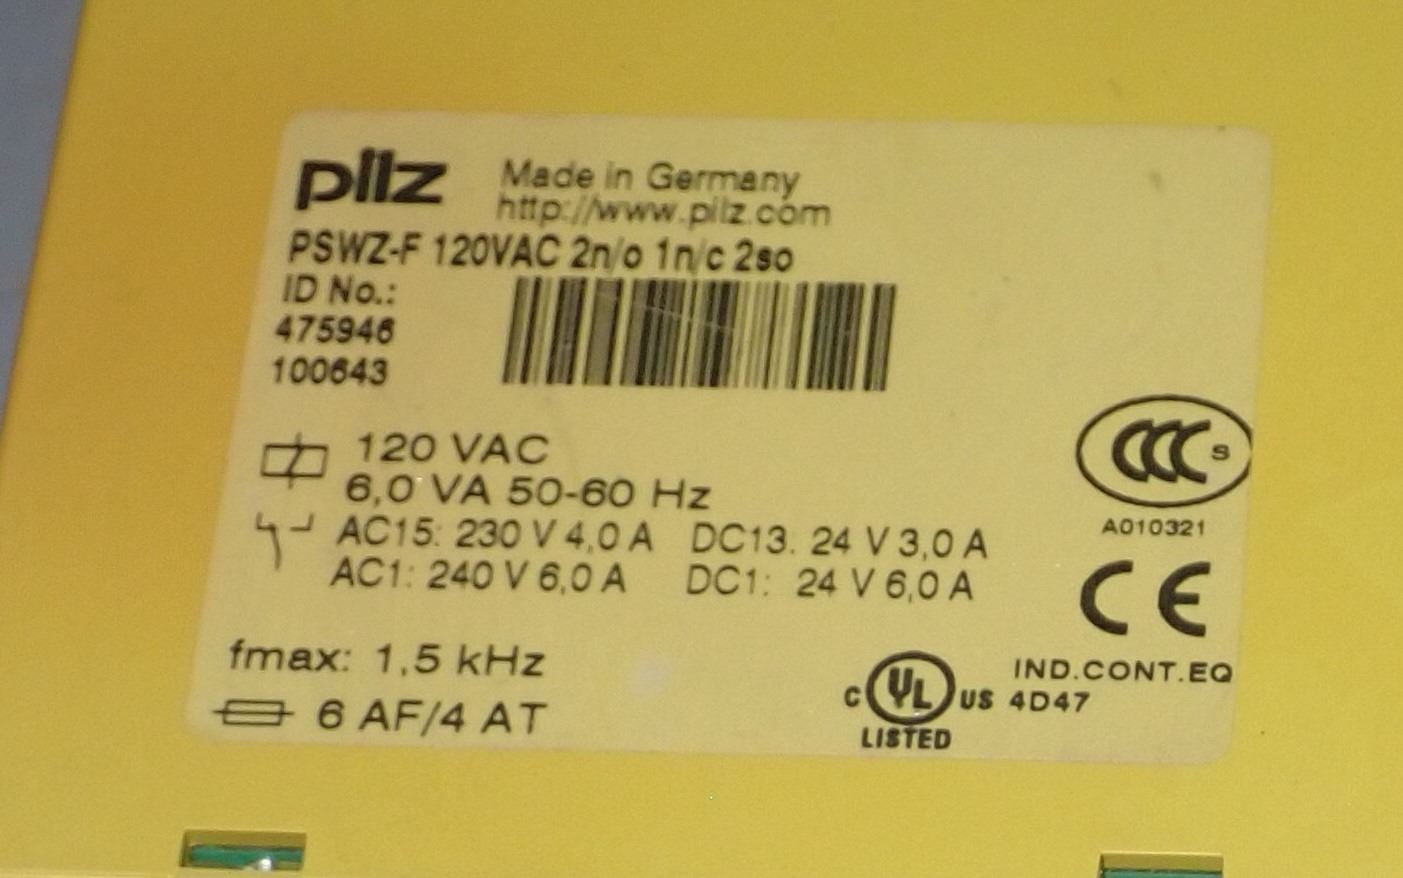 pilz
Made in Germany
http://www.pilz.com
PSWZ-F 120VAC 2n/o 1n/c 2so
ID No.:
475946
100643
120 VAC
6,0 VA 50-60 Hz
AC15: 230 V 4,0 A DC13. 24 V 3,0 A
AC1: 240 V 6,0 A DC1: 24 V 6,0 A
CCC S
A010321
CE
fmax: 1,5 kHz
6 AF/4 AT
C UL US
LISTED
IND.CONT.EQ
4D47